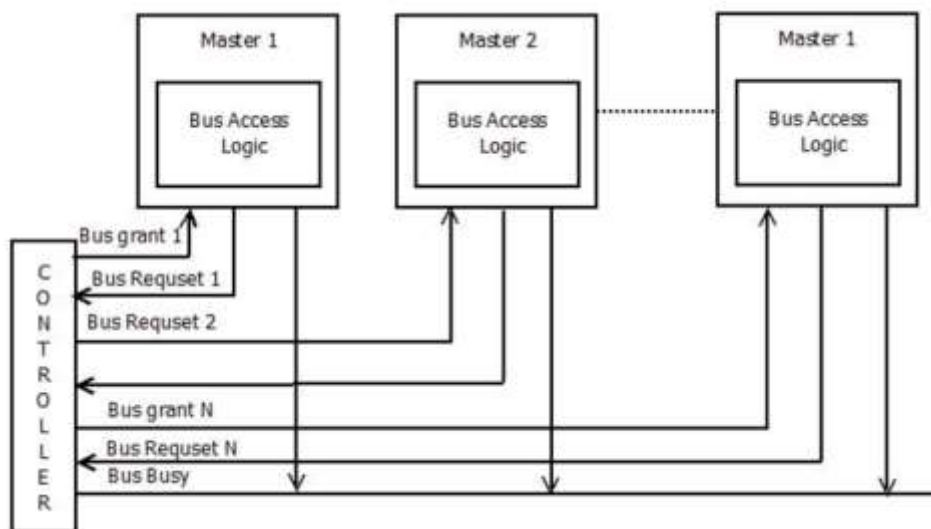 Master 1
Master 2
Master 1
Bus Access
Logic
Bus Access
Logic
Bus Access
Logic
Bus grant 1
Bus Requset 1
Bus Requset 2
Bus grant N
Bus Requset N
Bus Busy
C
O
N
T
R
O
L
L
E
R